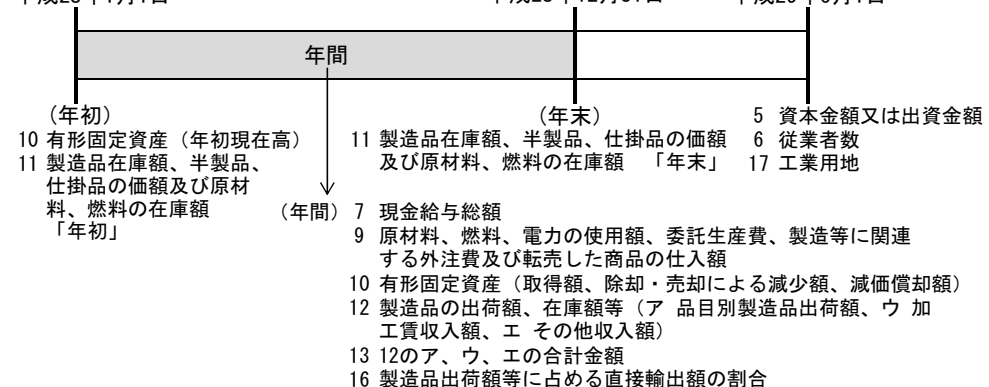 年間
（年初）
10 有形固定資産（年初現在高）
11 製造品在庫額、半製品、
仕掛品の価額及び原材
料、燃料の在庫額
「年初」
（年末）
11 製造品在庫額、半製品、仕掛品の価額
及び原材料、燃料の在庫額 「年末」
5 資本金額又は出資金額
6 従業者数
17 工業用地
（年間） 7 現金給与総額
9 原材料、燃料、電力の使用額、委託生産費、製造等に関連
する外注費及び転売した商品の仕入額
10 有形固定資産（取得額、除却・売却による減少額、減価償却額）
12 製造品の出荷額、在庫額等（ア 品目別製造品出荷額、ウ 加
工賃収入額、エ その他収入額）
13 12のア、ウ、エの合計金額
16 製造品出荷額等に占める直接輸出額の割合